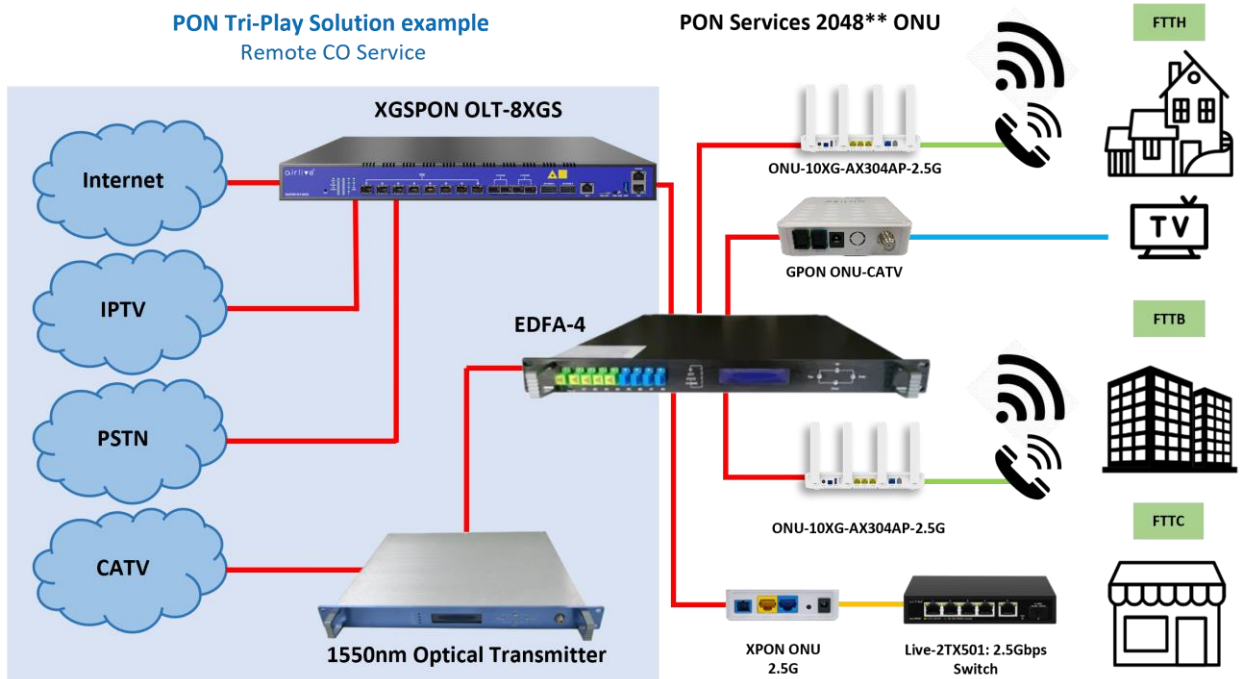 PON Tri-Play Solution example
Remote CO Service
PON Services 2048** ONU
FTTH
XGSPON OLT-8XGS
Internet
airlive
ONU-10XG-AX304AP-2.5G
TV
GPON ONU-CATV
IPTV
EDFA-4
FTTB
PSTN
ONU-10XG-AX304AP-2.5G
FTTC
CATV
1550nm Optical Transmitter
XPON ONU
2.5G
Live-2TX501: 2.5Gbps
Switch